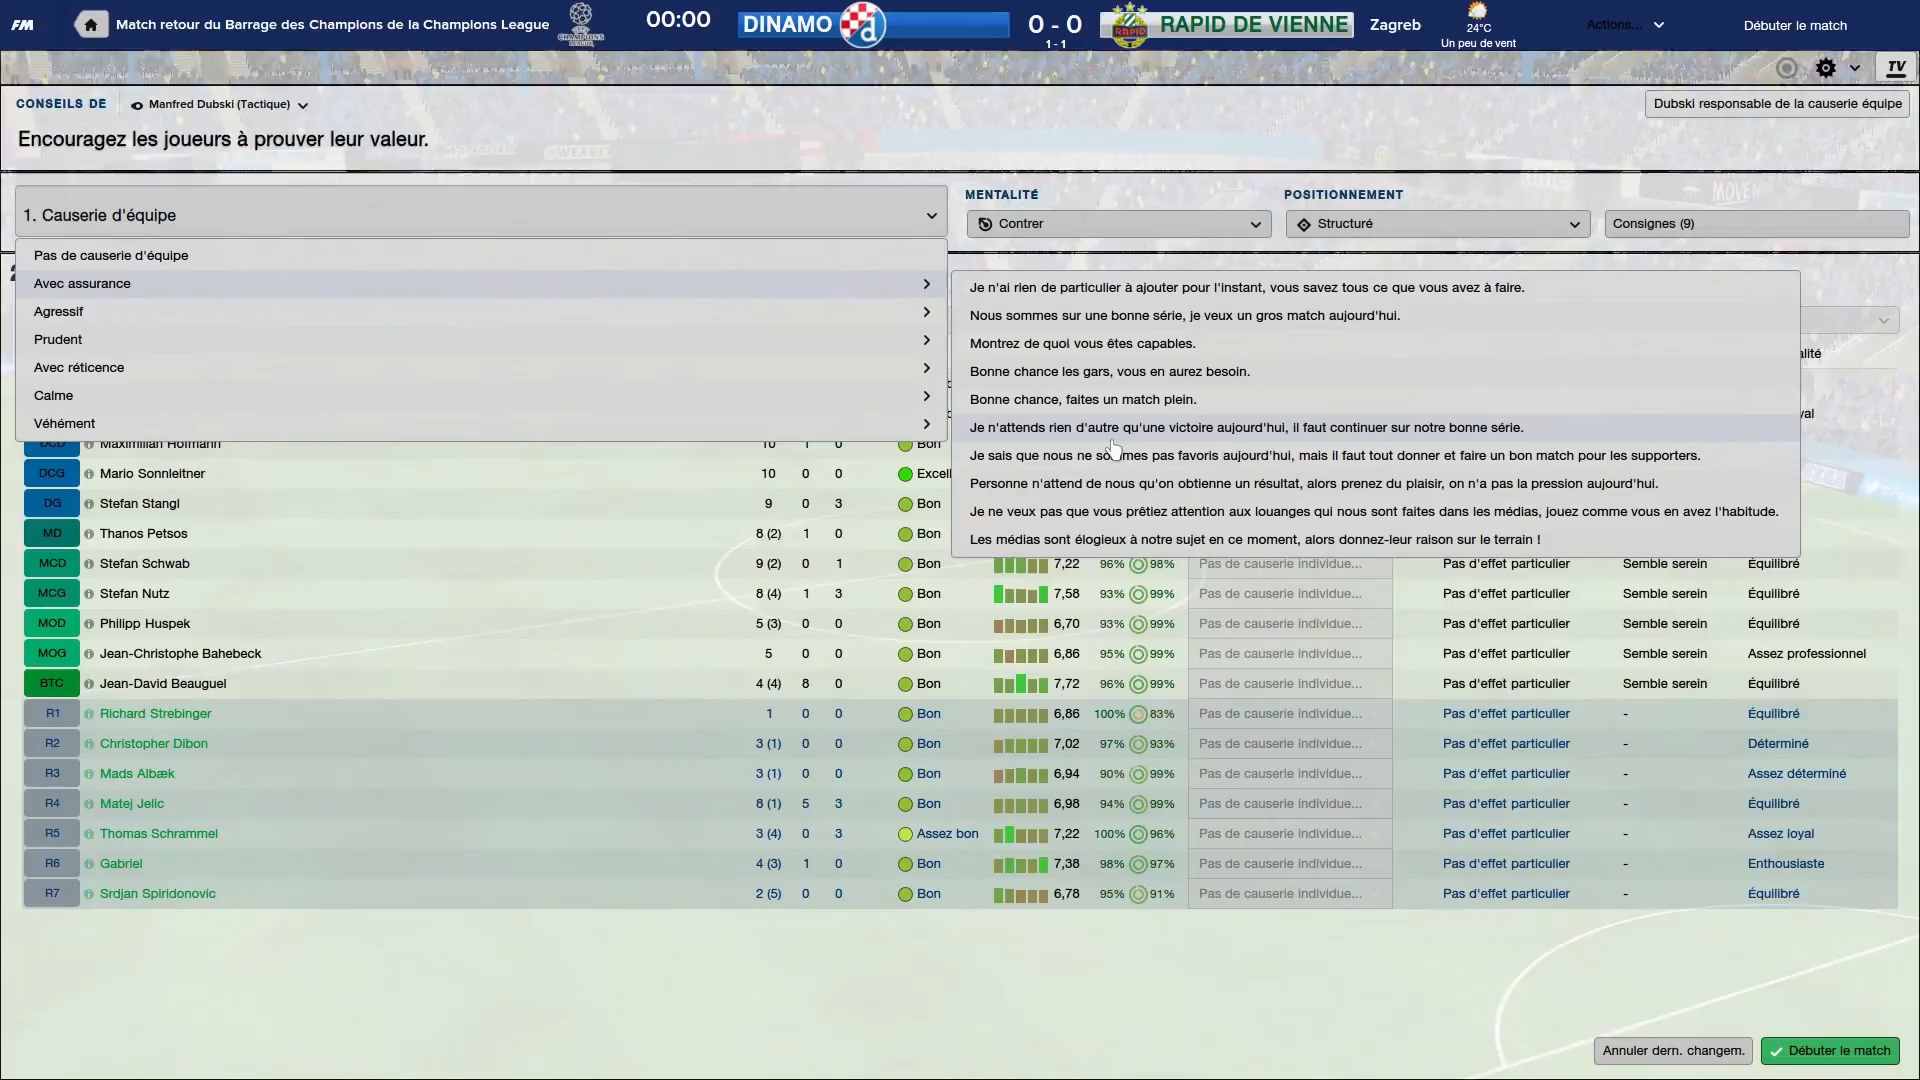 FM Match retour du Barrage des Champions de la Champions League 00:00 DINAMO 0 - 0 RAPID DE VIENNE Zagreb 24°C Actions... Débuter le match
1 - 1 Un peu de vent
TV
CONSEILS DE Manfred Dubski (Tactique) Dubski responsable de la causerie équipe
Encouragez les joueurs à prouver leur valeur.
MENTALITÉ POSITIONNEMENT
1. Causerie d'équipe Contrer Structuré Consignes (9)
Pas de causerie d'équipe
Avec assurance
Agressif
Prudent
Avec réticence
Calme
Véhément
Je n'ai rien de particulier à ajouter pour l'instant, vous savez tous ce que vous avez à faire.
Nous sommes sur une bonne série, je veux un gros match aujourd'hui.
Montrez de quoi vous êtes capables.
Bonne chance les gars, vous en aurez besoin.
Bonne chance, faites un match plein.
Je n'attends rien d'autre qu'une victoire aujourd'hui, il faut continuer sur notre bonne série.
Je sais que nous ne sommes pas favoris aujourd'hui, mais il faut tout donner et faire un bon match pour les supporters.
Personne n'attend de nous qu'on obtienne un résultat, alors prenez du plaisir, on n'a pas la pression aujourd'hui.
Je ne veux pas que vous prêtiez attention aux louanges qui nous sont faites dans les médias, jouez comme vous en avez l'habitude.
Les médias sont élogieux à notre sujet en ce moment, alors donnez-leur raison sur le terrain !
DCD Maximilian Hofmann 10 1 0 Bon
DCG Mario Sonnleitner 10 0 0 Excell
DG Stefan Stangl 9 0 3 Bon
MD Thanos Petsos 8 (2) 1 0 Bon
MCD Stefan Schwab 9 (2) 0 1 Bon 7,22 96% 98% Pas de causerie individue... Pas d'effet particulier Semble serein Équilibré
MCG Stefan Nutz 8 (4) 1 3 Bon 7,58 93% 99% Pas de causerie individue... Pas d'effet particulier Semble serein Équilibré
MOD Philipp Huspek 5 (3) 0 0 Bon 6,70 93% 99% Pas de causerie individue... Pas d'effet particulier Semble serein Équilibré
MOG Jean-Christophe Bahebeck 5 0 0 Bon 6,86 95% 99% Pas de causerie individue... Pas d'effet particulier Semble serein Assez professionnel
BTC Jean-David Beauguel 4 (4) 8 0 Bon 7,72 96% 99% Pas de causerie individue... Pas d'effet particulier Semble serein Équilibré
R1 Richard Strebinger 1 0 0 Bon 6,86 100% 83% Pas de causerie individue... Pas d'effet particulier - Équilibré
R2 Christopher Dibon 3 (1) 0 0 Bon 7,02 97% 93% Pas de causerie individue... Pas d'effet particulier - Déterminé
R3 Mads Albæk 3 (1) 0 0 Bon 6,94 90% 99% Pas de causerie individue... Pas d'effet particulier - Assez déterminé
R4 Matej Jelic 8 (1) 5 3 Bon 6,98 94% 99% Pas de causerie individue... Pas d'effet particulier - Équilibré
R5 Thomas Schrammel 3 (4) 0 3 Assez bon 7,22 100% 96% Pas de causerie individue... Pas d'effet particulier - Assez loyal
R6 Gabriel 4 (3) 1 0 Bon 7,38 98% 97% Pas de causerie individue... Pas d'effet particulier - Enthousiaste
R7 Srdjan Spiridonovic 2 (5) 0 0 Bon 6,78 95% 91% Pas de causerie individue... Pas d'effet particulier - Équilibré
Annuler dern. changem. Débuter le match